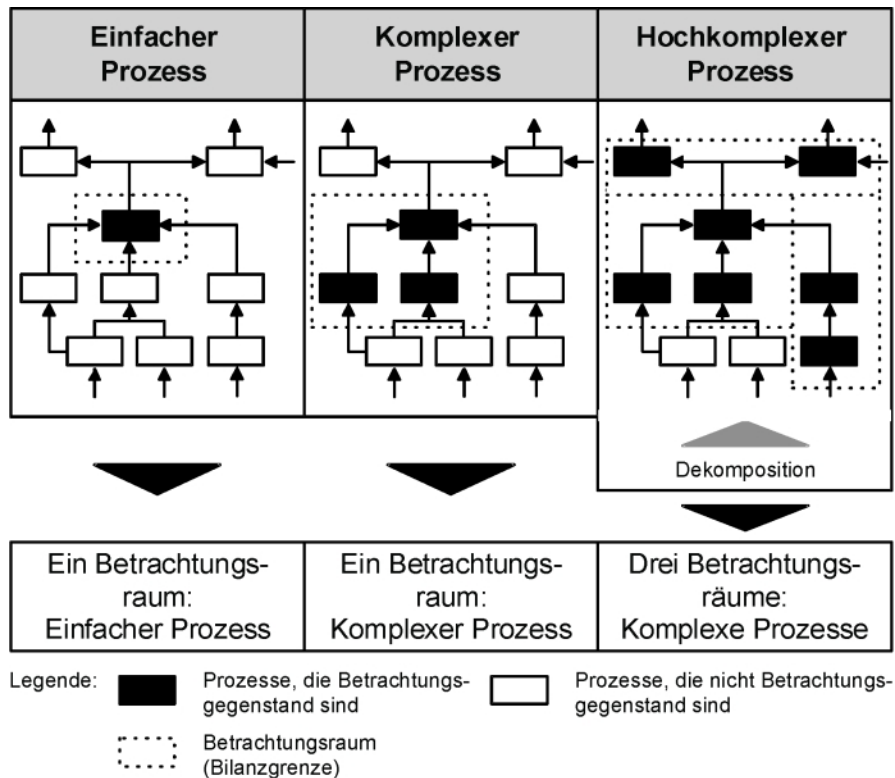 Einfacher
Prozess
Komplexer
Prozess
Hochkomplexer
Prozess
Dekomposition
Ein Betrachtungs-
raum:
Einfacher Prozess
Ein Betrachtungs-
raum:
Komplexer Prozess
Drei Betrachtungs-
räume:
Komplexe Prozesse
Legende:
Prozesse, die Betrachtungs-
gegenstand sind
Prozesse, die nicht Betrachtungs-
gegenstand sind
Betrachtungsraum
(Bilanzgrenze)